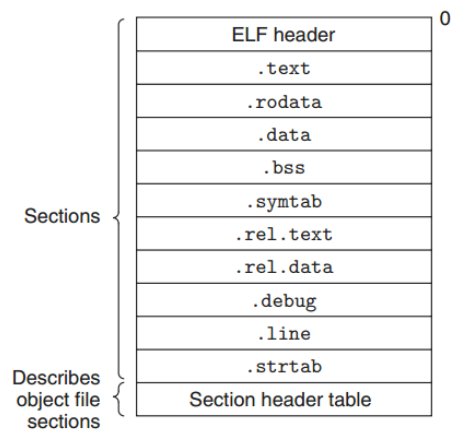 0
ELF header
.text
.rodata
.data
.bss
.symtab
.rel.text
.rel.data
.debug
.line
.strtab
Section header table
Sections
Describes
object file
sections